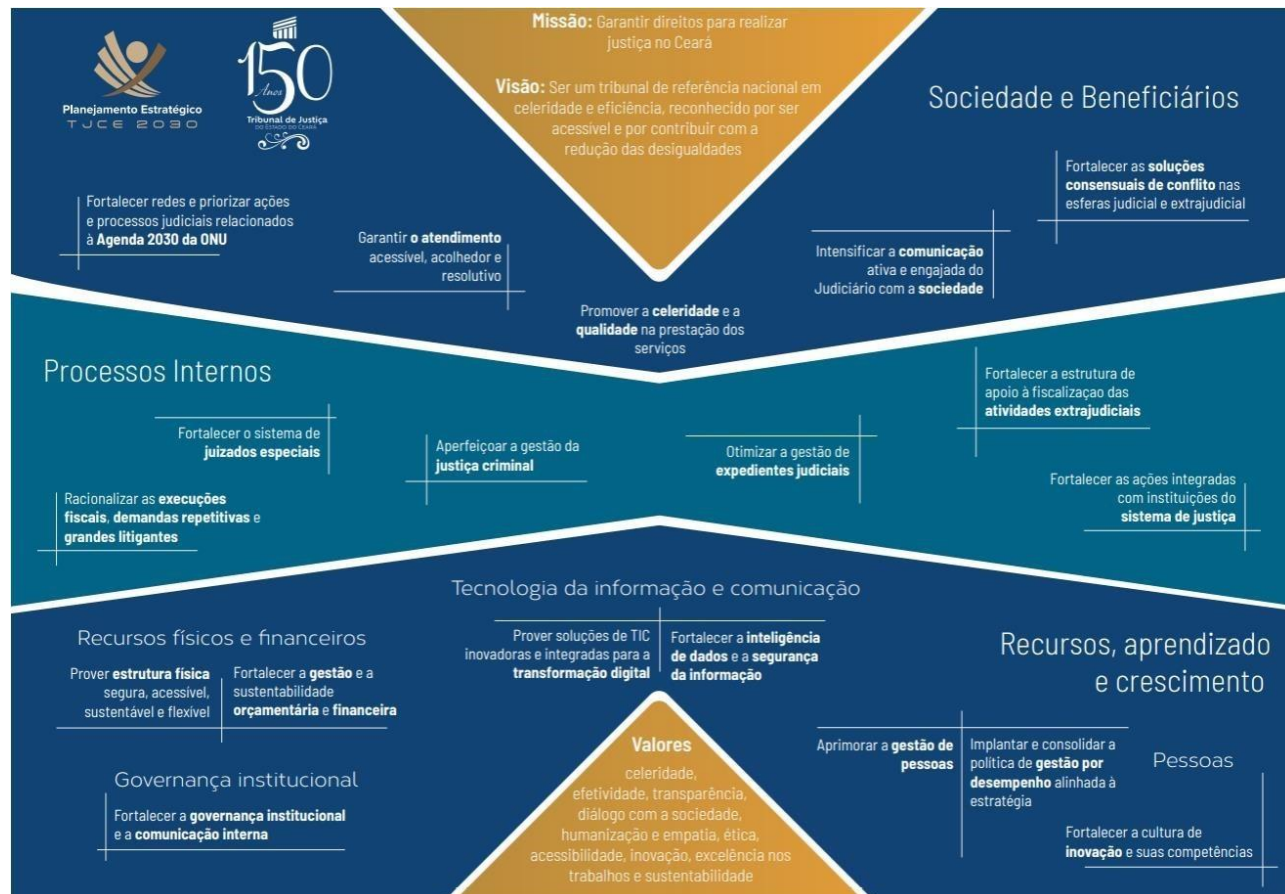 Planejamento Estratégico
TJCE 2030
150
Anos
Tribunal de Justiça
DO ESTADO DO CEARÁ
Missão: Garantir direitos para realizar
justiça no Ceará
Visão: Ser um tribunal de referência nacional em
celeridade e eficiência, reconhecido por ser
acessível e por contribuir com a
redução das desigualdades
Sociedade e Beneficiários
Fortalecer redes e priorizar ações
e processos judiciais relacionados
à Agenda 2030 da ONU
Garantir o atendimento
acessível, acolhedor e
resolutivo
Promover a celeridade e a
qualidade na prestação dos
serviços
Intensificar a comunicação
ativa e engajada do
Judiciário com a sociedade
Fortalecer as soluções
consensuais de conflito nas
esferas judicial e extrajudicial
Processos Internos
Racionalizar as execuções
fiscais, demandas repetitivas e
grandes litigantes
Fortalecer o sistema de
juizados especiais
Aperfeiçoar a gestão da
justiça criminal
Otimizar a gestão de
expedientes judiciais
Fortalecer a estrutura de
apoio à fiscalizaçao das
atividades extrajudiciais
Fortalecer as ações integradas
com instituições do
sistema de justiça
Tecnologia da informação e comunicação
Prover soluções de TIC
inovadoras e integradas para a
transformação digital
Fortalecer a inteligência
de dados e a segurança
da informação
Recursos físicos e financeiros
Prover estrutura física
segura, acessível,
sustentável e flexível
Fortalecer a gestão e a
sustentabilidade
orçamentária e financeira
Governança institucional
Fortalecer a governança institucional
e a comunicação interna
Valores
celeridade,
efetividade, transparência,
diálogo com a sociedade,
humanização e empatia, ética,
acessibilidade, inovação, excelência nos
trabalhos e sustentabilidade
Recursos, aprendizado
e crescimento
Aprimorar a gestão de
pessoas
Implantar e consolidar a
política de gestão por
desempenho alinhada à
estratégia
Pessoas
Fortalecer a cultura de
inovação e suas competências